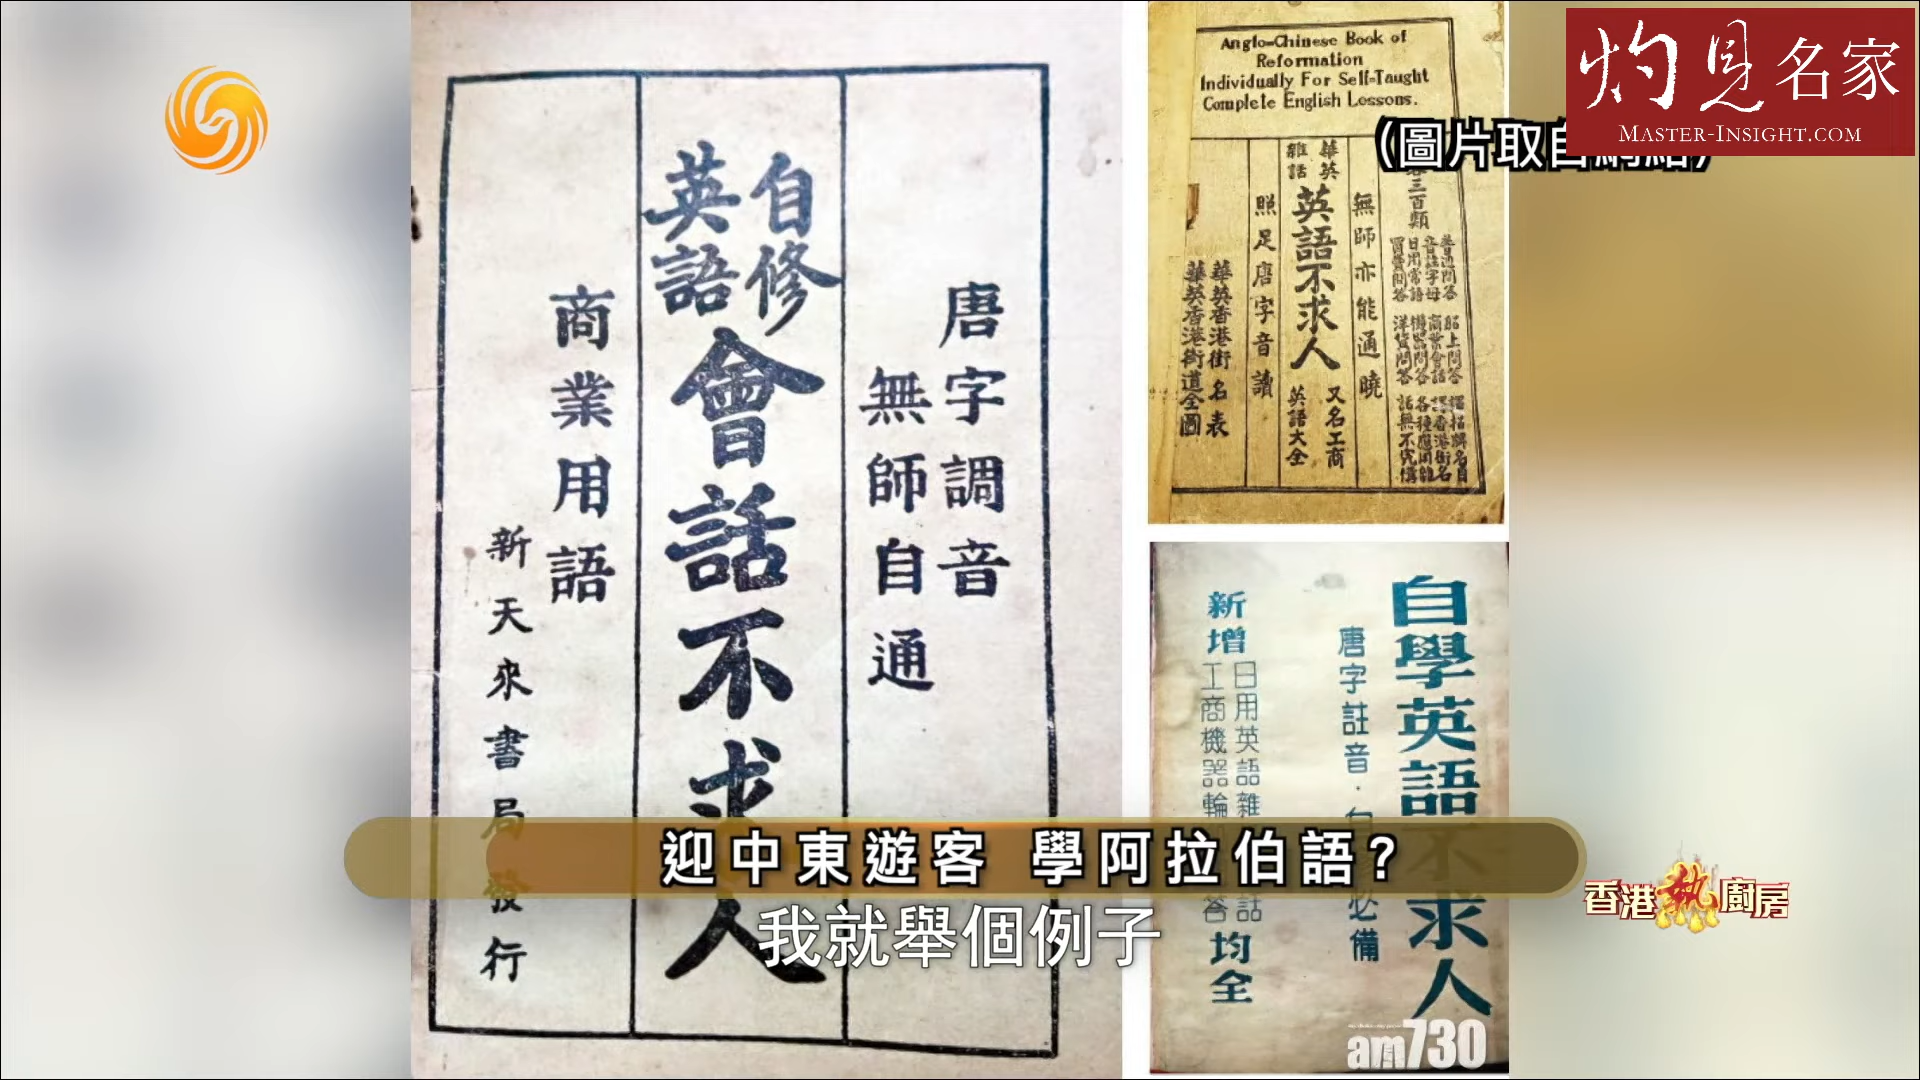 唐字調音
無師自通
自修
英語
會話不求人
商業用語
新天來書局發行
Anglo-Chinese Book of
Reformation
Individually For Self-Taught
Complete English Lessons.
無師亦能通曉
華英
雜話
英語不求人
又名工商
英語大全
照足唐字音讀
華英香港街名表
華英香港街道全圖
(圖片取自網絡)
灼見名家
MASTER-INSIGHT.COM
自學英語不求人
唐字註音
必備
新增
日用英語雜話
工商機器輪
均全
am730
迎中東遊客 學阿拉伯語?
我就舉個例子
香港熱廚房